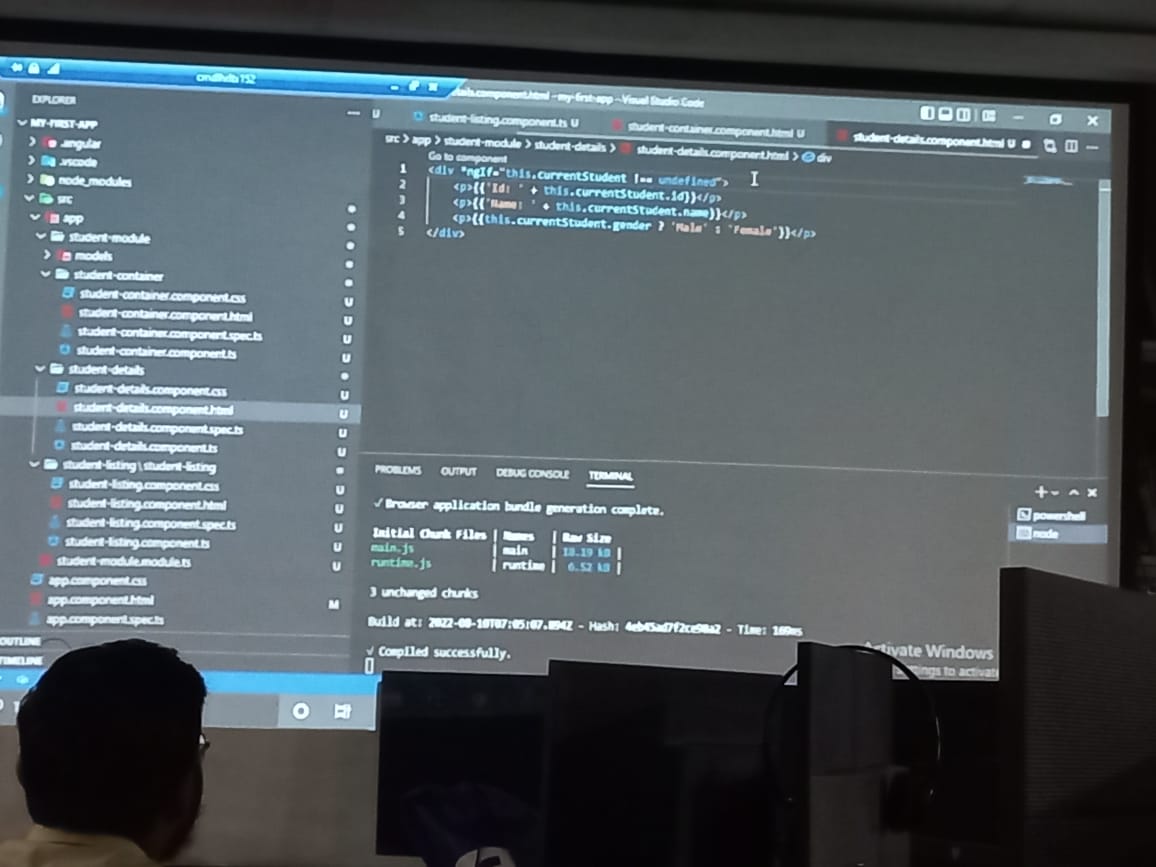 cmdlhdb152
details.component.html - my-first-app - Visual Studio Code
EXPLORER
MY-FIRST-APP
.angular
.vscode
node_modules
src
app
student-module
models
student-container
student-container.component.css U
student-container.component.html U
student-container.component.spec.ts U
student-container.component.ts U
student-details
student-details.component.css U
student-details.component.html U
student-details.component.spec.ts U
student-details.component.ts U
student-listing \ student-listing
student-listing.component.css U
student-listing.component.html U
student-listing.component.spec.ts U
student-listing.component.ts U
student-module.module.ts U
app.component.css
app.component.html M
app.component.spec.ts
OUTLINE
TIMELINE
U student-listing.component.ts U student-container.component.html U student-details.component.html U
src > app > student-module > student-details > student-details.component.html > div
Go to component
1 <div *ngIf="this.currentStudent !== undefined">
2 <p>{{'Id: ' + this.currentStudent.id}}</p>
3 <p>{{'Name: ' + this.currentStudent.name}}</p>
4 <p>{{this.currentStudent.gender ? 'Male' : 'Female'}}</p>
5 </div>
PROBLEMS OUTPUT DEBUG CONSOLE TERMINAL
√ Browser application bundle generation complete.
Initial Chunk Files | Names | Raw Size
main.js | main | 18.19 kB |
runtime.js | runtime | 6.52 kB |
3 unchanged chunks
Build at: 2022-08-10T07:05:07.094Z - Hash: 4eb45ad7f2ce98a2 - Time: 169ms
√ Compiled successfully.
powershell
node
Activate Windows
to activate